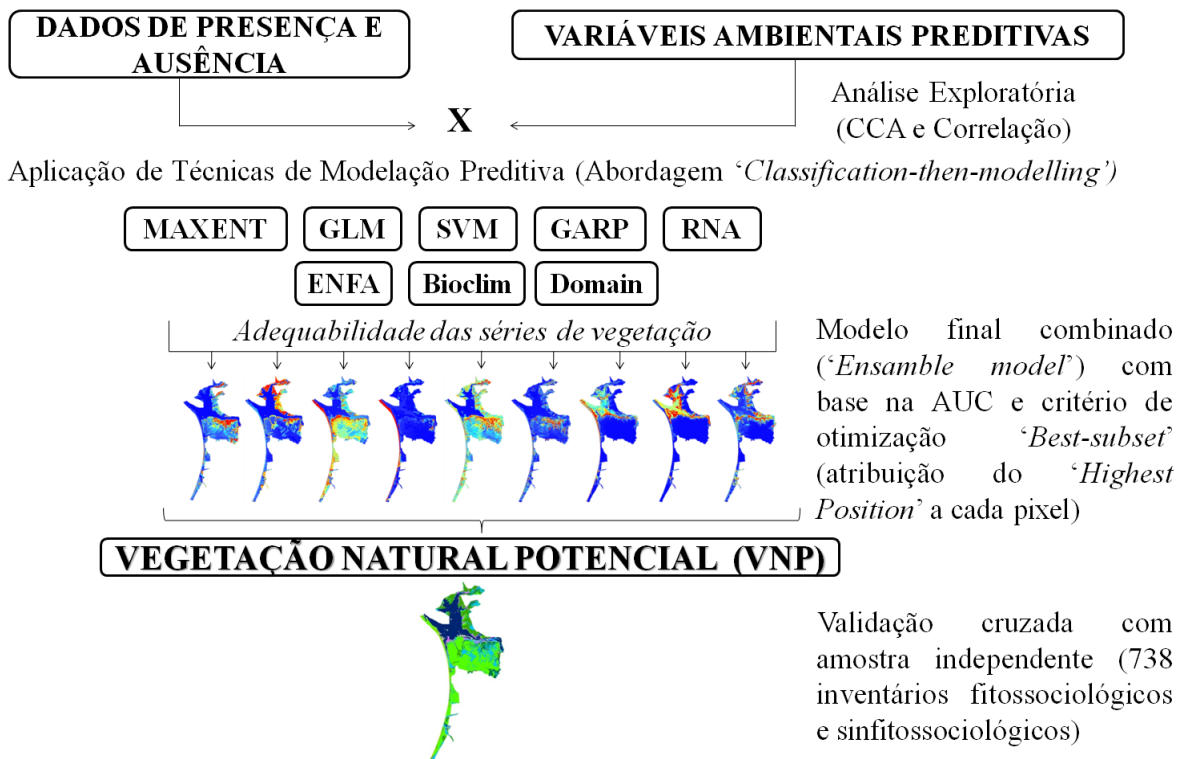 DADOS DE PRESENÇA E
AUSÊNCIA
VARIÁVEIS AMBIENTAIS PREDITIVAS
X
Análise Exploratória
(CCA e Correlação)
Aplicação de Técnicas de Modelação Preditiva (Abordagem ‘Classification-then-modelling’)
MAXENT
GLM
SVM
GARP
RNA
ENFA
Bioclim
Domain
Adequabilidade das séries de vegetação
Modelo final combinado
(‘Ensamble model’) com
base na AUC e critério de
otimização ‘Best-subset’
(atribuição do ‘Highest
Position’ a cada pixel)
VEGETAÇÃO NATURAL POTENCIAL (VNP)
Validação cruzada com
amostra independente (738
inventários fitossociológicos
e sinfitossociológicos)